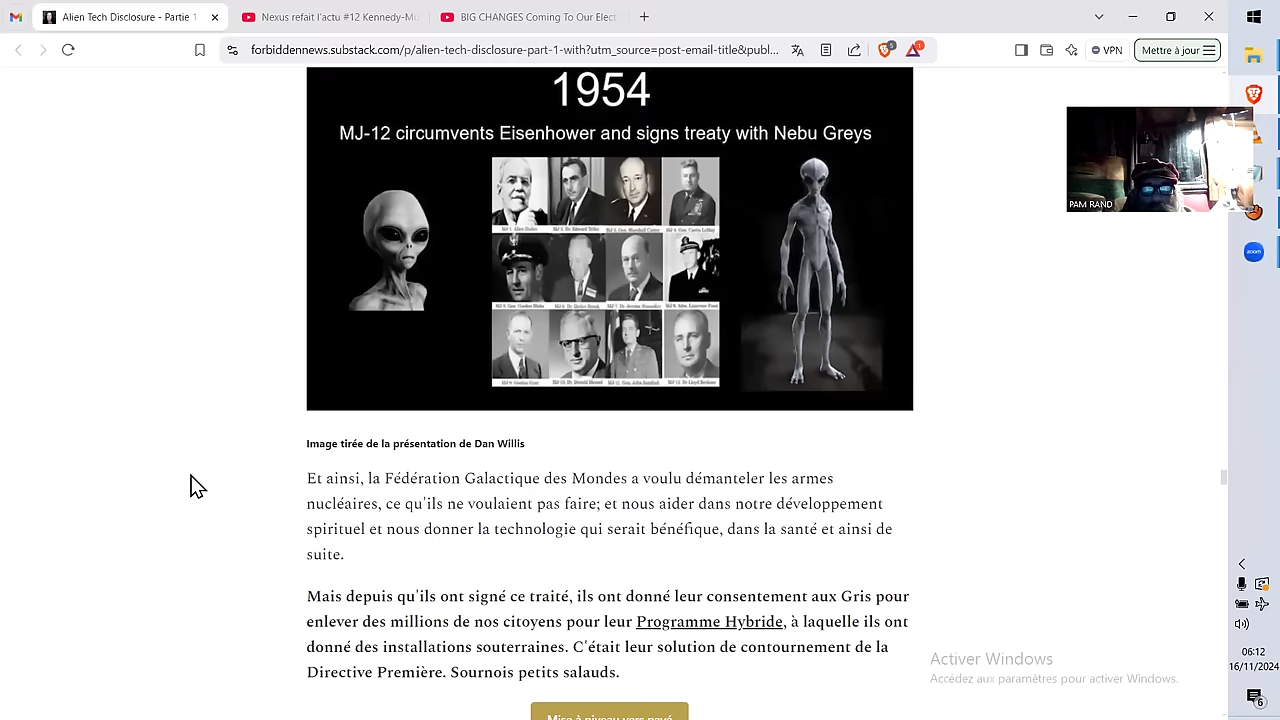 Alien Tech Disclosure - Partie 1
Nexus refait l'actu #12 Kennedy-Mu
BIG CHANGES Coming To Our Elect
forbiddennews.substack.com/p/alien-tech-disclosure-part-1-with?utm_source=post-email-title&publ...
VPN
Mettre à jour
1954
MJ-12 circumvents Eisenhower and signs treaty with Nebu Greys
PAM RAND
zoom
Image tirée de la présentation de Dan Willis
Et ainsi, la Fédération Galactique des Mondes a voulu démanteler les armes
nucléaires, ce qu'ils ne voulaient pas faire; et nous aider dans notre développement
spirituel et nous donner la technologie qui serait bénéfique, dans la santé et ainsi de
suite.
Mais depuis qu'ils ont signé ce traité, ils ont donné leur consentement aux Gris pour
enlever des millions de nos citoyens pour leur Programme Hybride, à laquelle ils ont
donné des installations souterraines. C'était leur solution de contournement de la
Directive Première. Sournois petits salauds.
Mise à niveau vers payé
Activer Windows
Accédez aux paramètres pour activer Windows.
06:12
16/11/2024
6